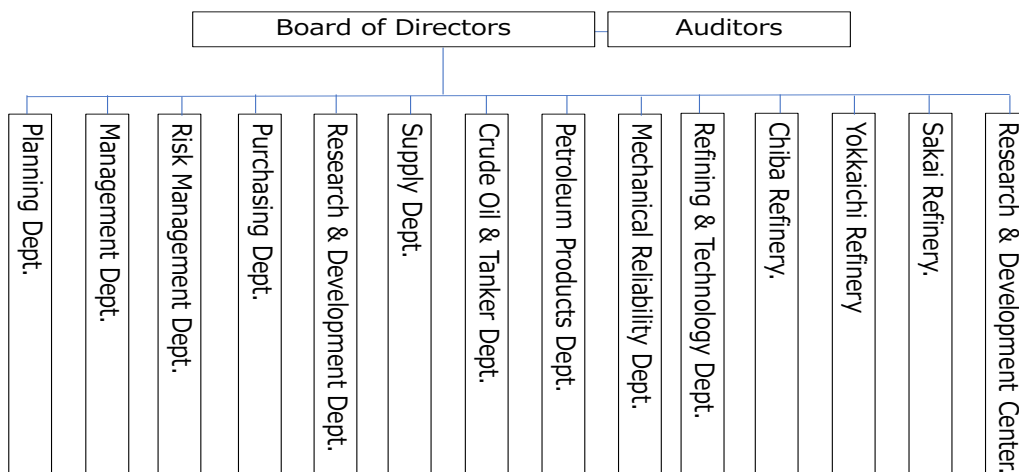 Board of Directors
Auditors
Planning Dept.
Management Dept.
Risk Management Dept.
Purchasing Dept.
Research & Development Dept.
Supply Dept.
Crude Oil & Tanker Dept.
Petroleum Products Dept.
Mechanical Reliability Dept.
Refining & Technology Dept.
Chiba Refinery.
Yokkaichi Refinery
Sakai Refinery.
Research & Development Center.